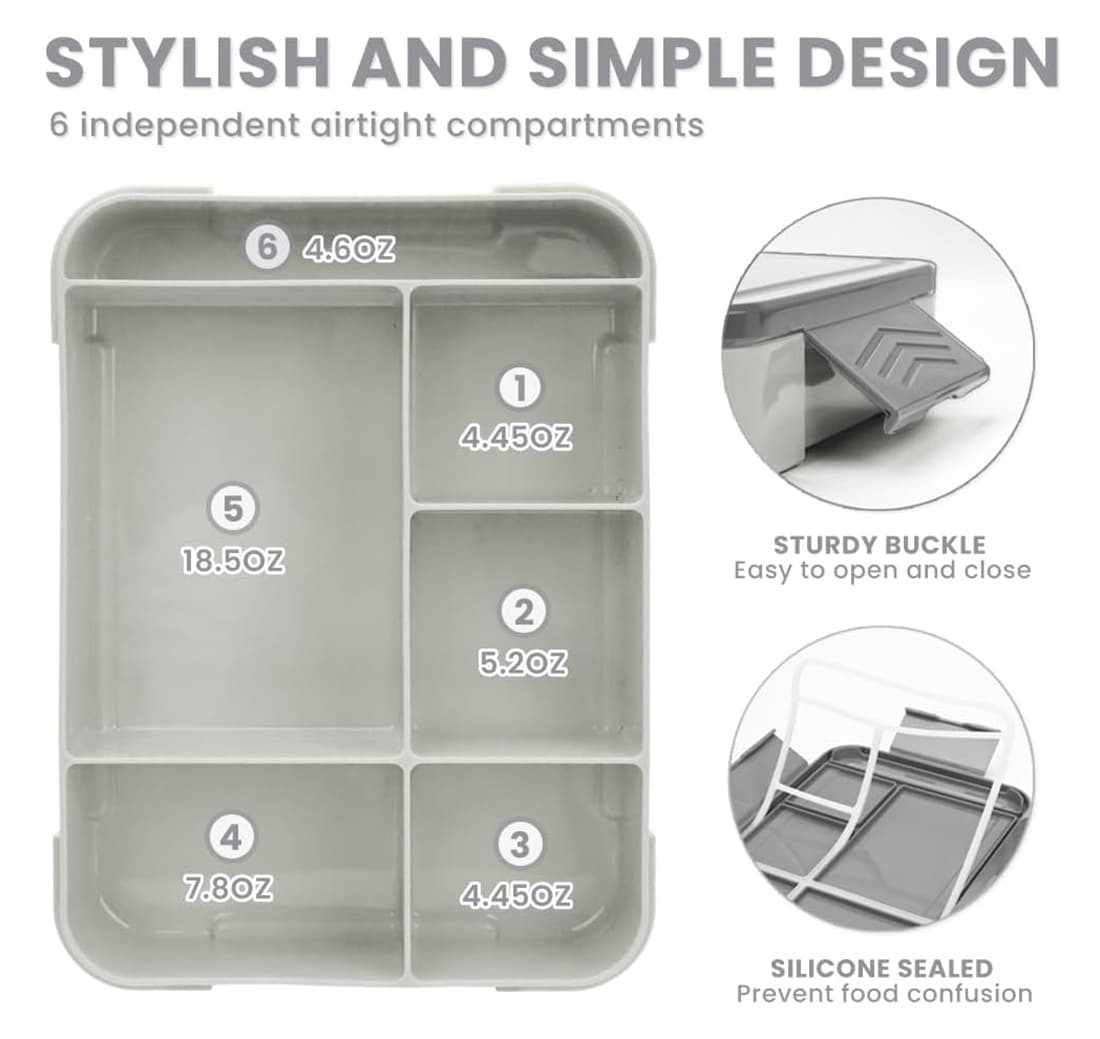 STYLISH AND SIMPLE DESIGN
6 independent airtight compartments
6 4.6OZ
1
4.45OZ
5
18.5OZ
2
5.2OZ
4
7.8OZ
3
4.45OZ
STURDY BUCKLE
Easy to open and close
SILICONE SEALED
Prevent food confusion